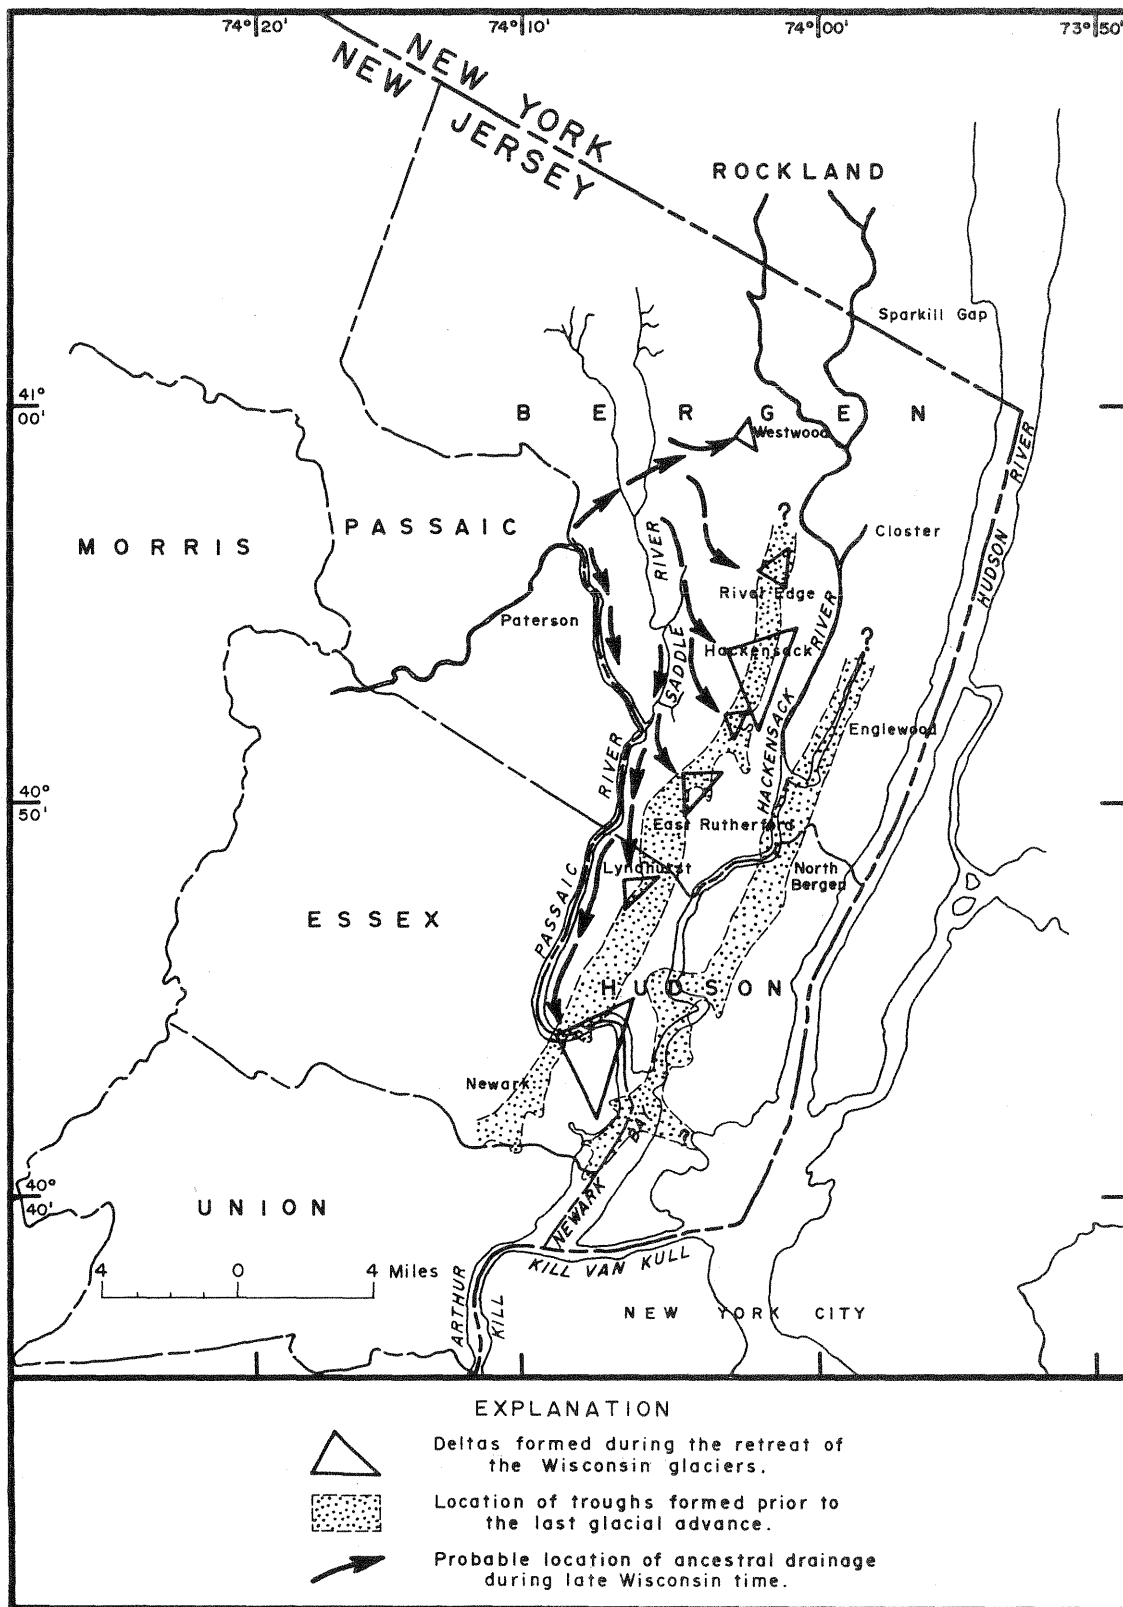 74° 20'
74° 10'
74° 00'
73° 50'
NEW YORK
NEW JERSEY
ROCKLAND
Sparkill Gap
41° 00'
BERGEN
Westwood
RIVER
HUDSON
PASSAIC
MORRIS
?
Closter
RIVER
River Edge
Paterson
RIVER
?
SADDLE
Hackensack
HACKENSACK
Englewood
RIVER
40° 50'
East Rutherford
Lyndhurst
North
Bergen
PASSAIC
ESSEX
HUDSON
Newark
BA
?
40° 40'
UNION
NEWARK
KILL VAN KULL
4 0 4 Miles
ARTHUR
KILL
NEW YORK CITY
EXPLANATION
Deltas formed during the retreat of
the Wisconsin glaciers.
Location of troughs formed prior to
the last glacial advance.
Probable location of ancestral drainage
during late Wisconsin time.